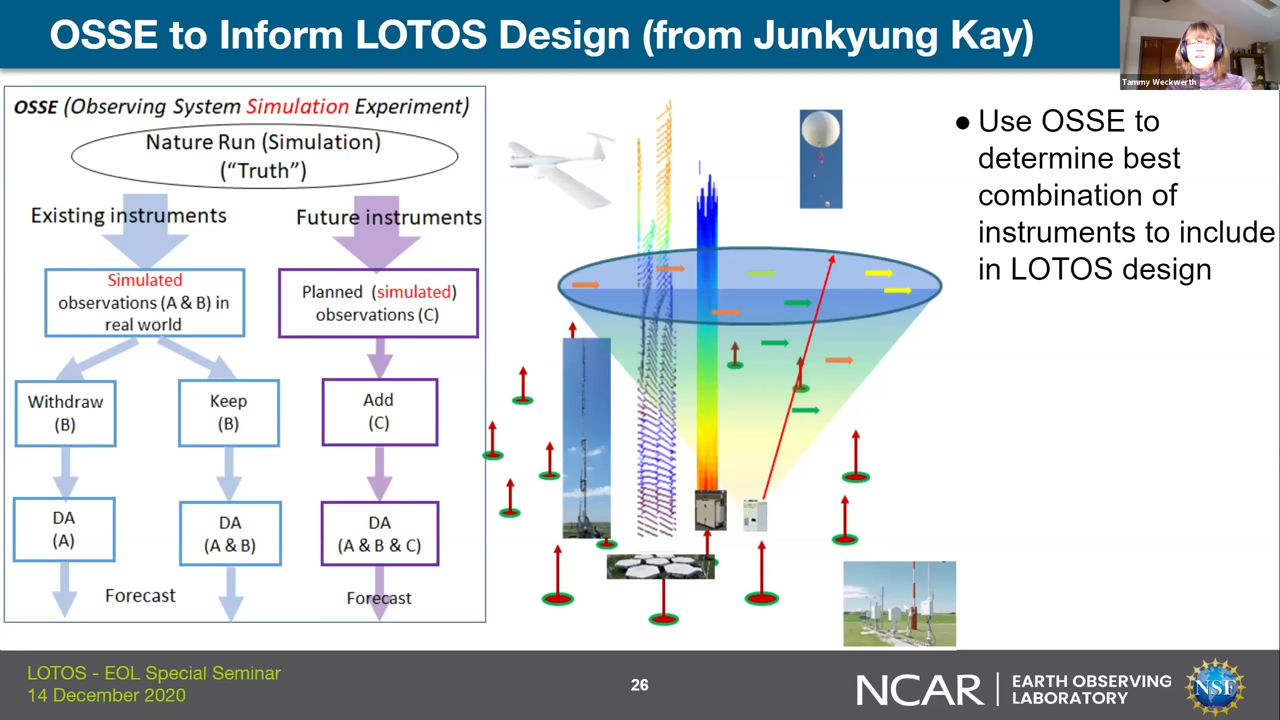 OSSE to Inform LOTOS Design (from Junkyung Kay)
Tammy Weckwerth
OSSE (Observing System Simulation Experiment)
Nature Run (Simulation)
(“Truth”)
Existing instruments
Future instruments
Simulated
observations (A & B) in
real world
Planned (simulated)
observations (C)
Withdraw
(B)
Keep
(B)
Add
(C)
DA
(A)
DA
(A & B)
DA
(A & B & C)
Forecast
Forecast
● Use OSSE to
determine best
combination of
instruments to include
in LOTOS design
LOTOS - EOL Special Seminar
14 December 2020
26
NCAR
EARTH OBSERVING
LABORATORY
NSF